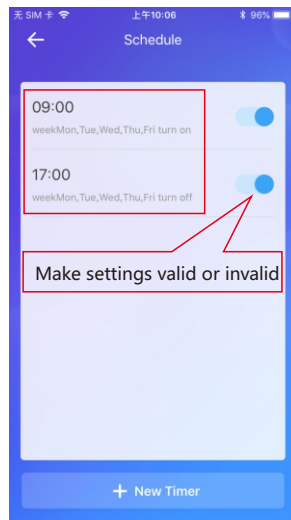 无 SIM 卡 上午10:06 96%
Schedule
09:00
weekMon,Tue,Wed,Thu,Fri turn on
17:00
weekMon,Tue,Wed,Thu,Fri turn off
Make settings valid or invalid
+ New Timer